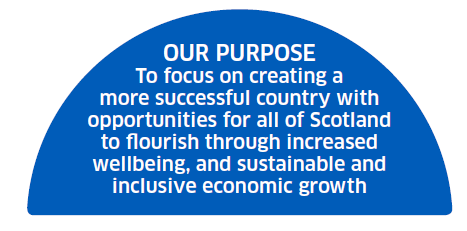 OUR PURPOSE
To focus on creating a
more successful country with
opportunities for all of Scotland
to flourish through increased
wellbeing, and sustainable and
inclusive economic growth